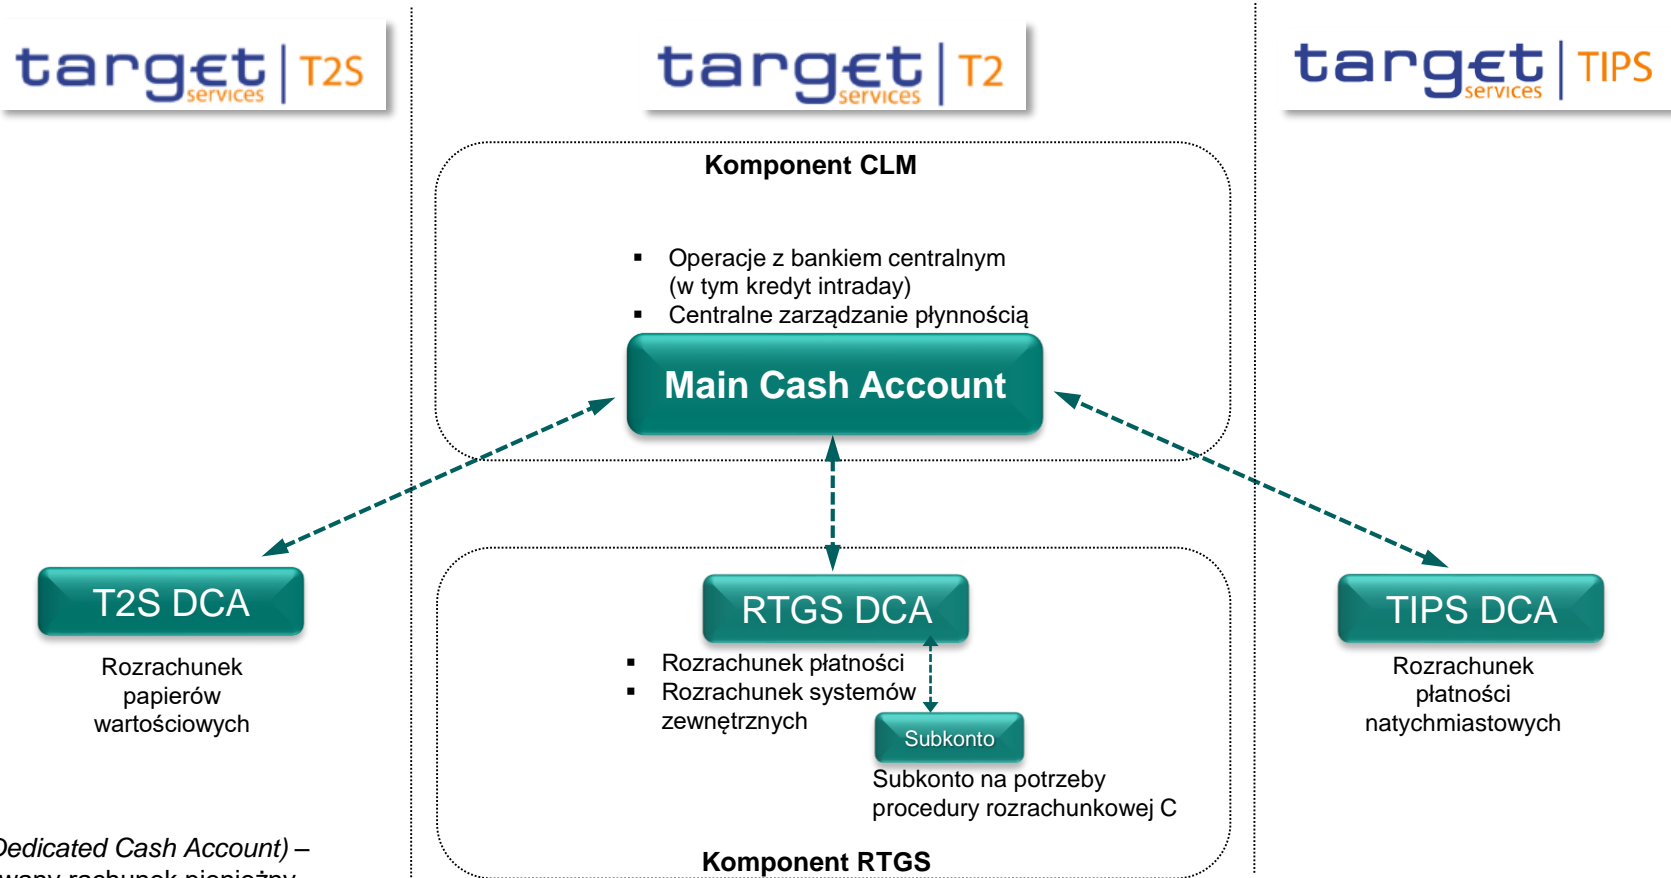 target | T2S
services
target | T2
services
target | TIPS
services
Komponent CLM
▪ Operacje z bankiem centralnym
(w tym kredyt intraday)
▪ Centralne zarządzanie płynnością
Main Cash Account
T2S DCA
Rozrachunek
papierów
wartościowych
RTGS DCA
▪ Rozrachunek płatności
▪ Rozrachunek systemów
zewnętrznych
Subkonto
Subkonto na potrzeby
procedury rozrachunkowej C
Komponent RTGS
TIPS DCA
Rozrachunek
płatności
natychmiastowych
Dedicated Cash Account) –
rachunek pieniężny